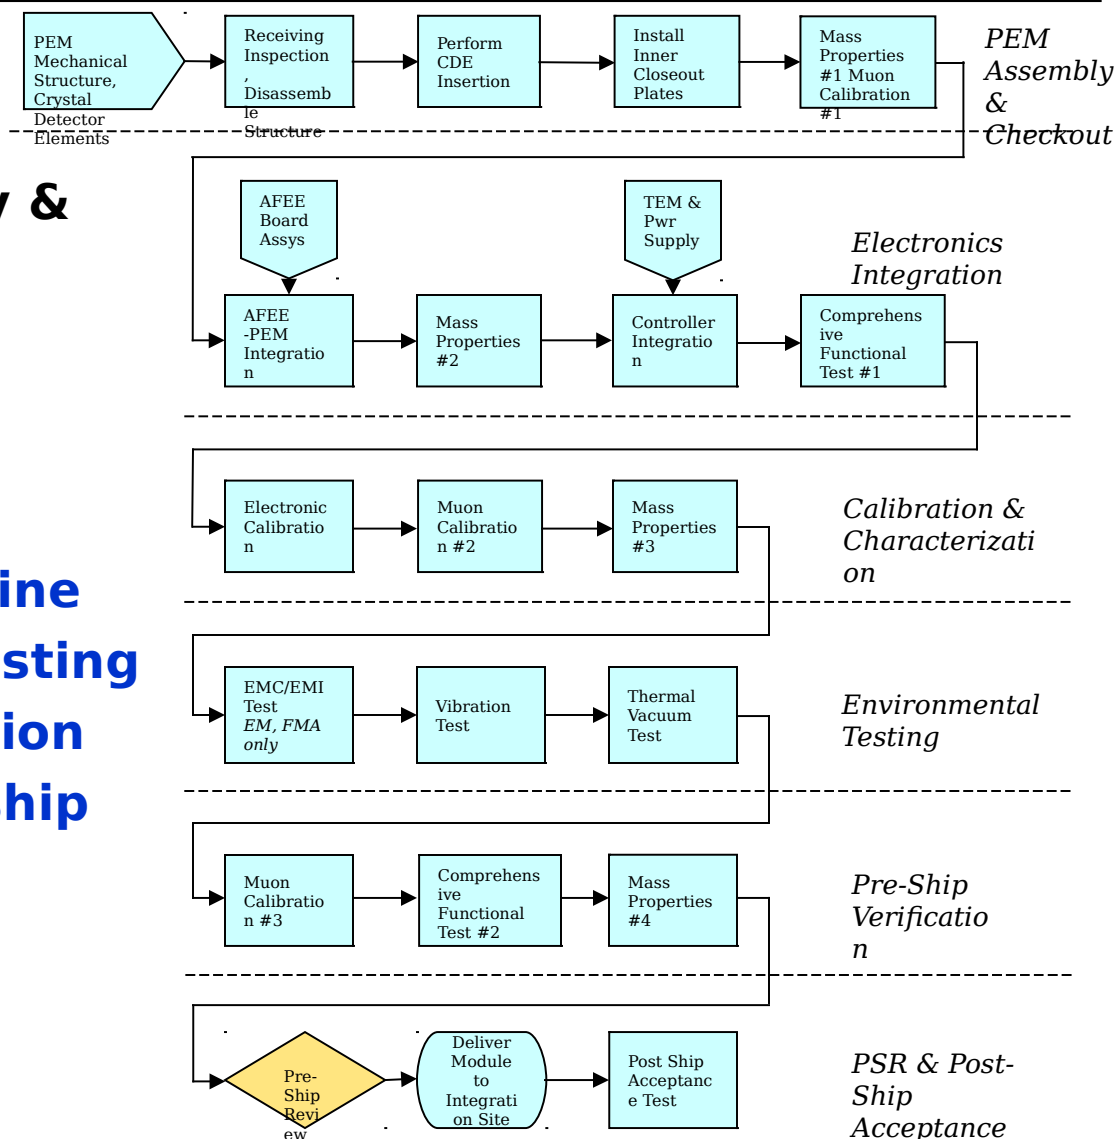 PEM
Mechanical
Structure,
Crystal
Detector
Elements
Receiving
Inspection
,
Disassemb
le
Structure
Perform
CDE
Insertion
Install
Inner
Closeout
Plates
Mass
Properties
#1 Muon
Calibration
#1
PEM
Assembly
&
Checkout
y &
AFEE
Board
Assys
TEM &
Pwr
Supply
Electronics
Integration
AFEE
-PEM
Integratio
n
Mass
Properties
#2
Controller
Integratio
n
Comprehens
ive
Functional
Test #1
Electronic
Calibratio
n
Muon
Calibratio
n #2
Mass
Properties
#3
Calibration &
Characterizati
on
ine
sting
ion
hip
EMC/EMI
Test
EM, FMA
only
Vibration
Test
Thermal
Vacuum
Test
Environmental
Testing
Muon
Calibratio
n #3
Comprehens
ive
Functional
Test #2
Mass
Properties
#4
Pre-Ship
Verificatio
n
Pre-
Ship
Revi
ew
Deliver
Module
to
Integrati
on Site
Post Ship
Acceptanc
e Test
PSR & Post-
Ship
Acceptance